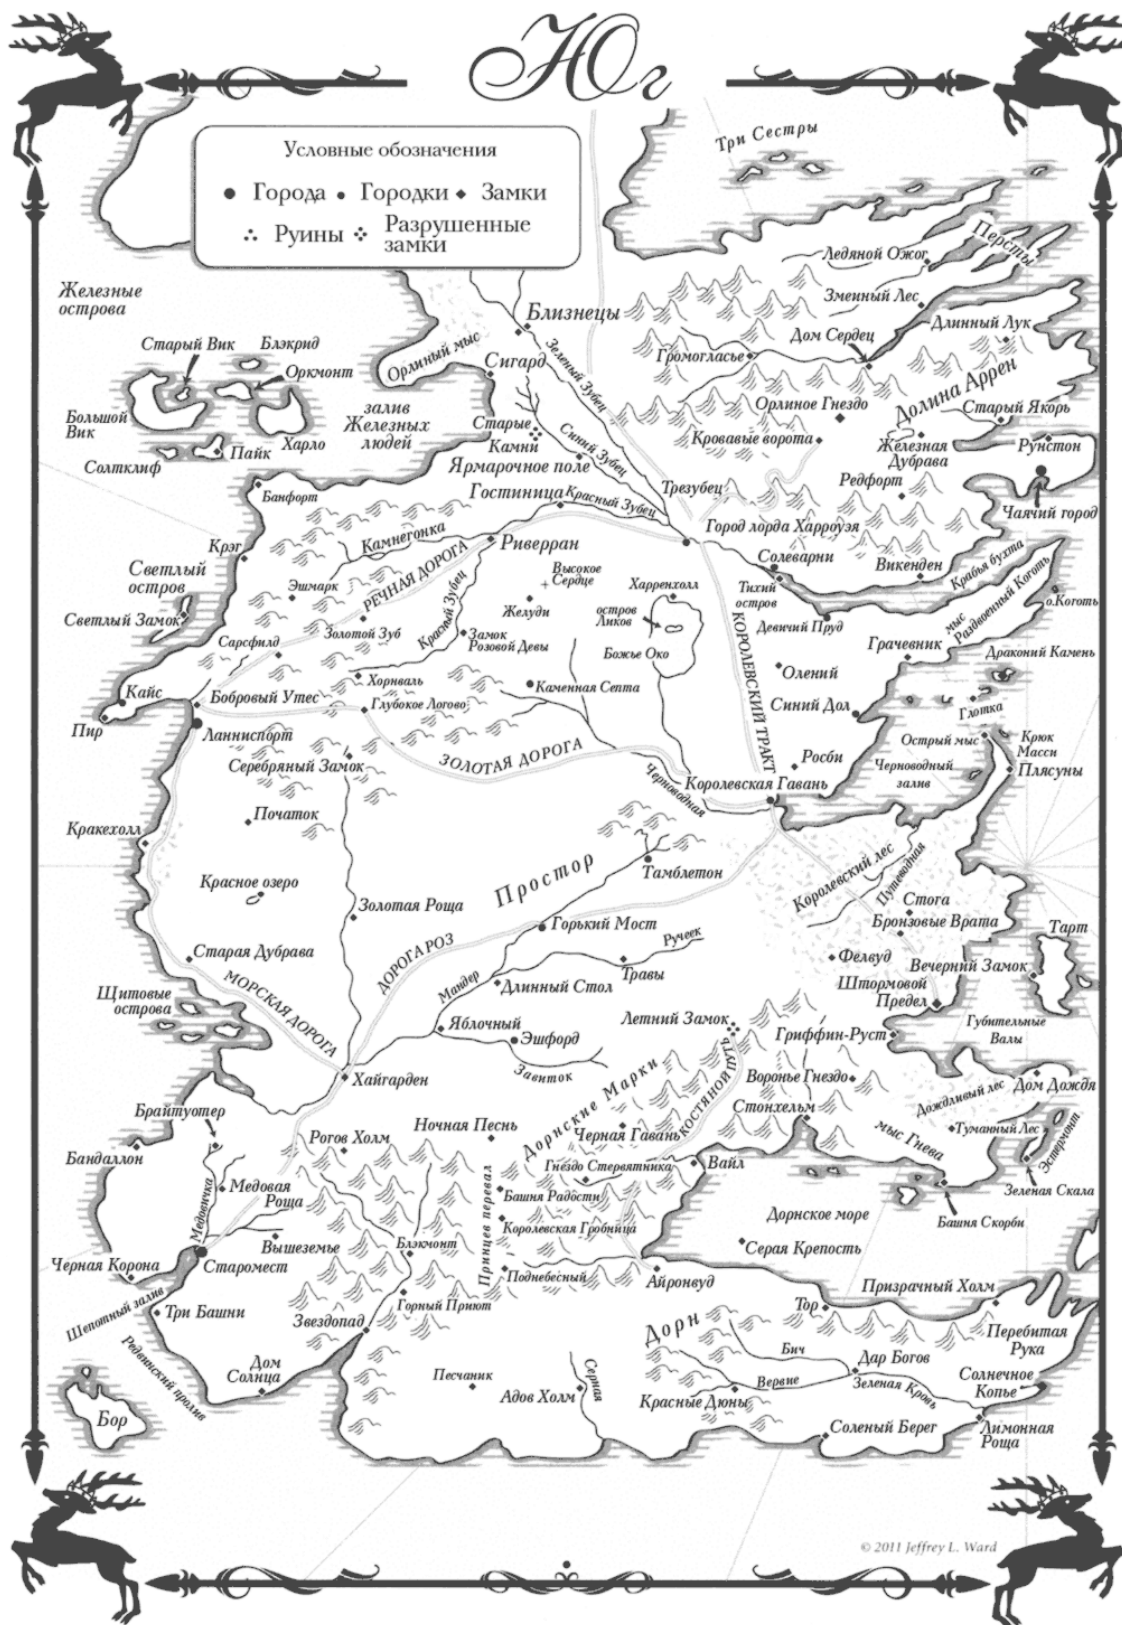 Юг
Условные обозначения
Города
Городки
Замки
Руины
Разрушенные
замки
Три Сестры
Персты
Ледяной Ожог
Змеиный Лес
Длинный Лук
Дом Сердец
Громогласье
Долина Аррен
Орлиное Гнездо
Старый Якорь
Кровавые ворота
Железная
Дубрава
Рунстон
Редфорт
Чаячий город
Железные
острова
Старый Вик
Блэкрид
Оркмонт
Большой
Вик
Харло
Пайк
Солтклиф
Близнецы
Орлиный мыс
Сигард
Зеленый Зубец
залив
Железных
людей
Старые
Камни
Синий Зубец
Ярмарочное поле
Банфорт
Гостиница
Красный Зубец
Трезубец
Город лорда Харроуэя
Камнегонка
Риверран
Крэг
Светлый
остров
Светлый Замок
Эшмарк
РЕЧНАЯ ДОРОГА
Высокое
Сердце
Желуди
Харренхолл
остров
Ликов
Божье Око
Солеварни
Тихий
остров
Викенден
Крабья бухта
Девичий Пруд
мыс
Раздвоенный Коготь
о.Коготь
Золотой Зуб
Красный Зубец
Замок
Розовой Девы
Сарсфилд
Хорнваль
КОРОЛЕВСКИЙ ТРАКТ
Грачевник
Драконий Камень
Олений
Кайс
Бобровый Утес
Глубокое Логово
Каменная Септа
Синий Дол
Глотка
Пир
Ланниспорт
Серебряный Замок
ЗОЛОТАЯ ДОРОГА
Острый мыс
Крюк
Масси
Росби
Черноводный
залив
Плясуны
Черноводная
Королевская Гавань
Початок
Кракехолл
Простор
Тамблетон
Королевский лес
Путеводная
Красное озеро
Золотая Роща
Стога
Бронзовые Врата
Горький Мост
Ручеек
Тарт
Старая Дубрава
ДОРОГА РОЗ
Травы
Фелвуд
Вечерний Замок
МОРСКАЯ ДОРОГА
Мандер
Длинный Стол
Штормовой
Предел
Щитовые
острова
Яблочный
Эшфорд
Летний Замок
Гриффин-Руст
Губительные
Валы
Хайгарден
Завиток
Дорнские Марки
КОСТЯНОЙ ПУТЬ
Воронье Гнездо
Дождливый лес
Дом Дождя
Стонхельм
Брайтуотер
Рогов Холм
Ночная Песнь
Черная Гавань
мыс Гнева
Туманный Лес
Эстермонт
Бандаллон
Гнездо Стервятника
Вайл
Зеленая Скала
Медовая
Роща
Медовичка
Принцев перевал
Башня Радости
Королевская Гробница
Дорнское море
Башня Скорби
Вышеземье
Блэкмонт
Серая Крепость
Черная Корона
Старомест
Поднебесный
Айронвуд
Призрачный Холм
Шепотный залив
Три Башни
Горный Приют
Звездопад
Тор
Дорн
Перебитая
Рука
Редвинский пролив
Дом
Солнца
Песчаник
Серная
Адов Холм
Бич
Дар Богов
Вервие
Зеленая Кровь
Солнечное
Копье
Красные Дюны
Бор
Соленый Берег
Лимонная
Роща
© 2011 Jeffrey L. Ward